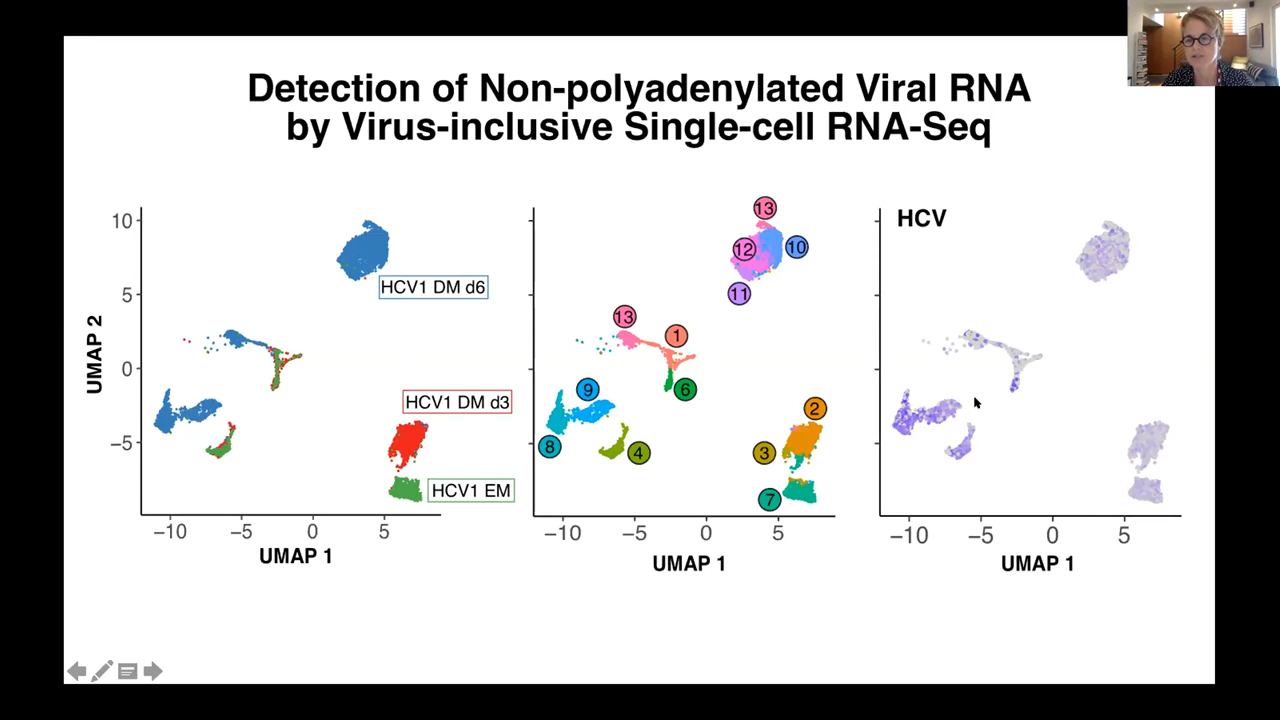 Detection of Non-polyadenylated Viral RNA
by Virus-inclusive Single-cell RNA-Seq
10
5
0
−5
UMAP 2
HCV1 DM d6
HCV1 DM d3
HCV1 EM
−10
−5
0
5
UMAP 1
13
12
10
11
13
1
9
6
2
8
4
3
7
−10
−5
0
5
UMAP 1
HCV
−10
−5
0
5
UMAP 1